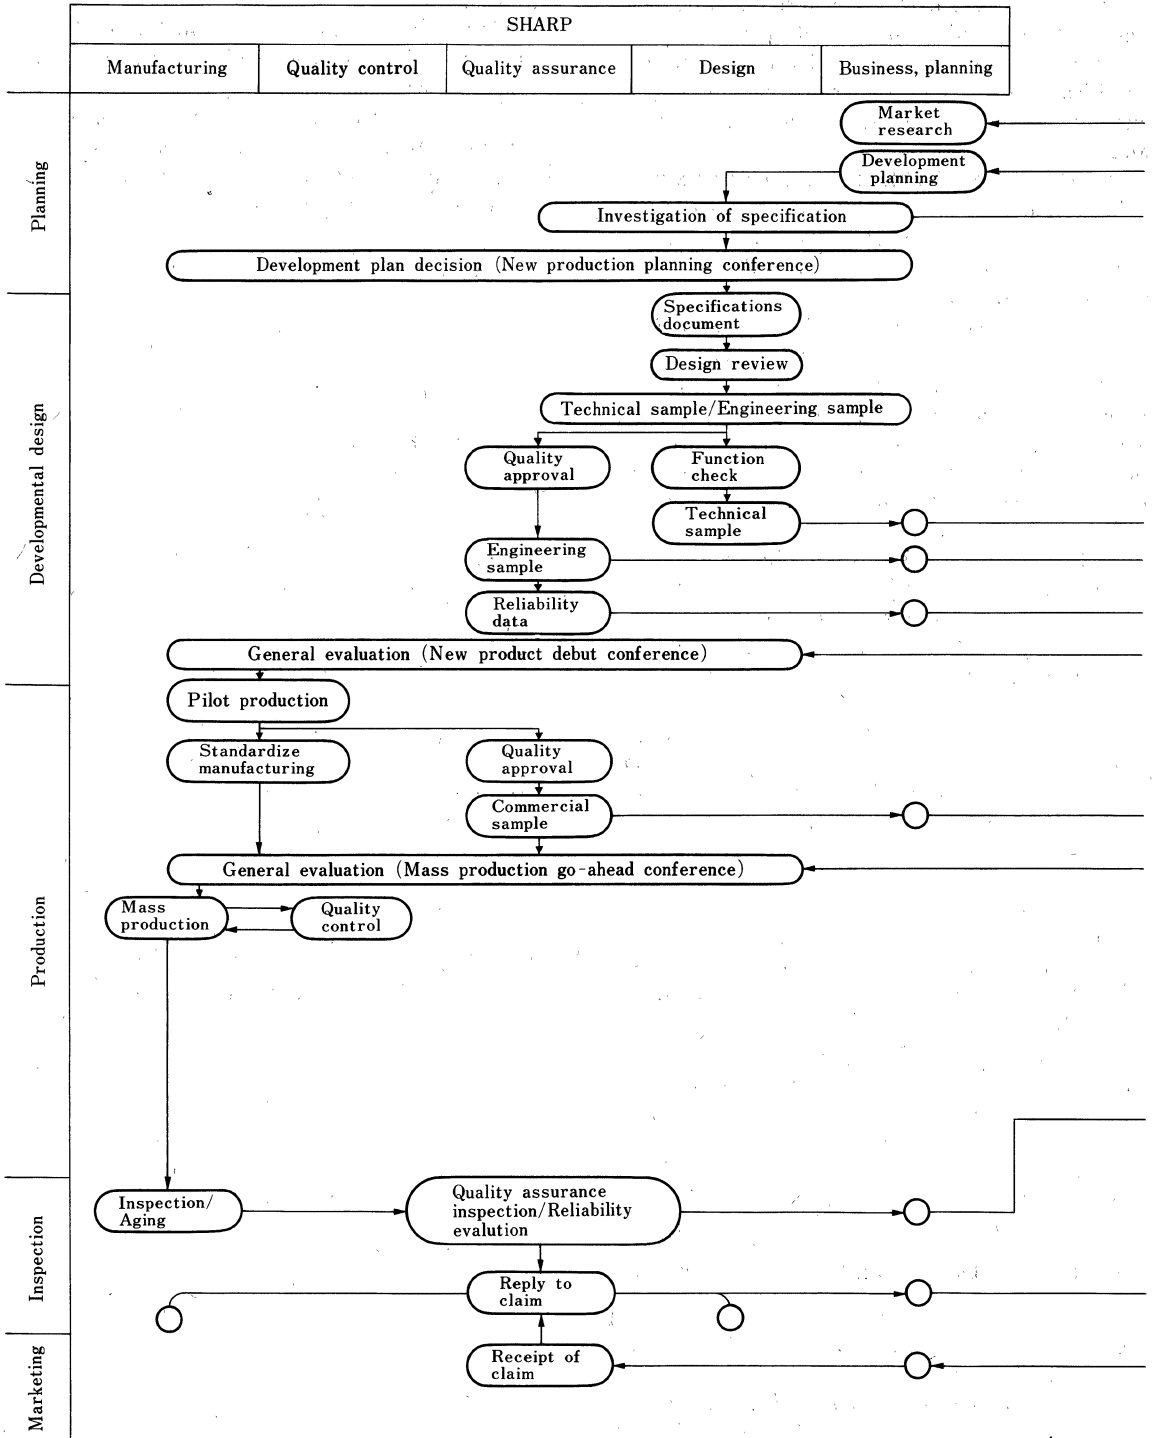 SHARP
Manufacturing
Quality control
Quality assurance
Design
Business, planning
Planning
Market
research
Development
planning
Investigation of specification
Development plan decision (New production planning conference)
Developmental design
Specifications
document
Design review
Technical sample/Engineering sample
Quality
approval
Function
check
Technical
sample
Engineering
sample
Reliability
data
General evaluation (New product debut conference)
Production
Pilot production
Standardize
manufacturing
Quality
approval
Commercial
sample
General evaluation (Mass production go-ahead conference)
Mass
production
Quality
control
Inspection
Inspection/
Aging
Quality assurance
inspection/Reliability
evalution
Reply to
claim
Marketing
Receipt of
claim